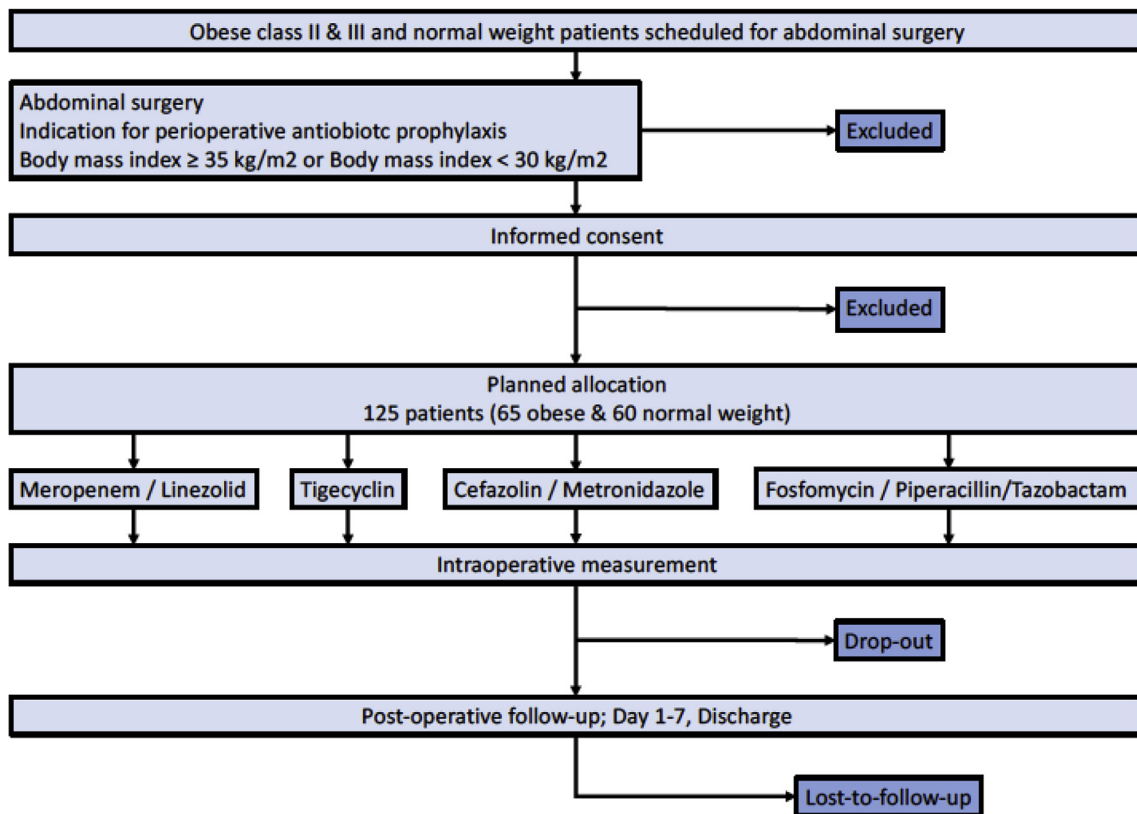 Obese class II & III and normal weight patients scheduled for abdominal surgery
Abdominal surgery
Indication for perioperative antiobiotc prophylaxis
Body mass index ≥ 35 kg/m2 or Body mass index < 30 kg/m2
Excluded
Informed consent
Excluded
Planned allocation
125 patients (65 obese & 60 normal weight)
Meropenem / Linezolid
Tigecyclin
Cefazolin / Metronidazole
Fosfomycin / Piperacillin/Tazobactam
Intraoperative measurement
Drop-out
Post-operative follow-up; Day 1-7, Discharge
Lost-to-follow-up